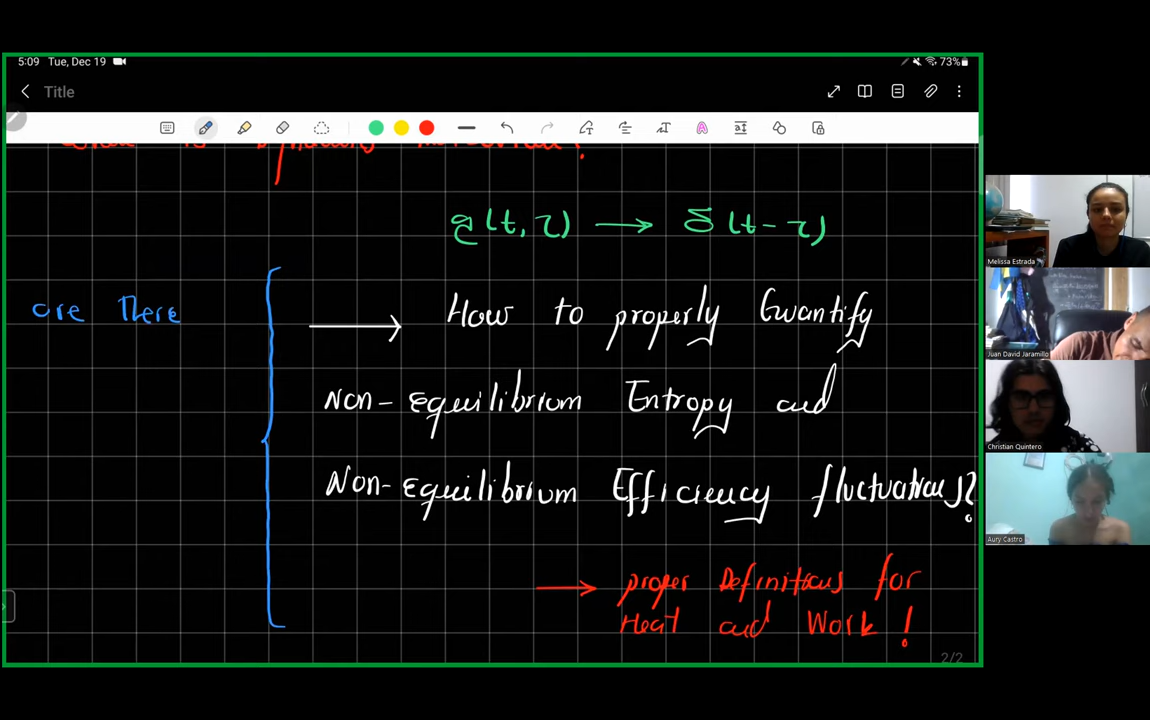 5:09 Tue, Dec 19
73%
Title
g(t, τ) → δ(t - τ)
are There
→ How to properly Quantify
Non-equilibrium Entropy and
Non-equilibrium Efficiency fluctuations?
→ proper Definitions for
Heat and Work!
2/2
Melissa Estrada
Juan David Jaramillo
Christian Quintero
Aury Castro